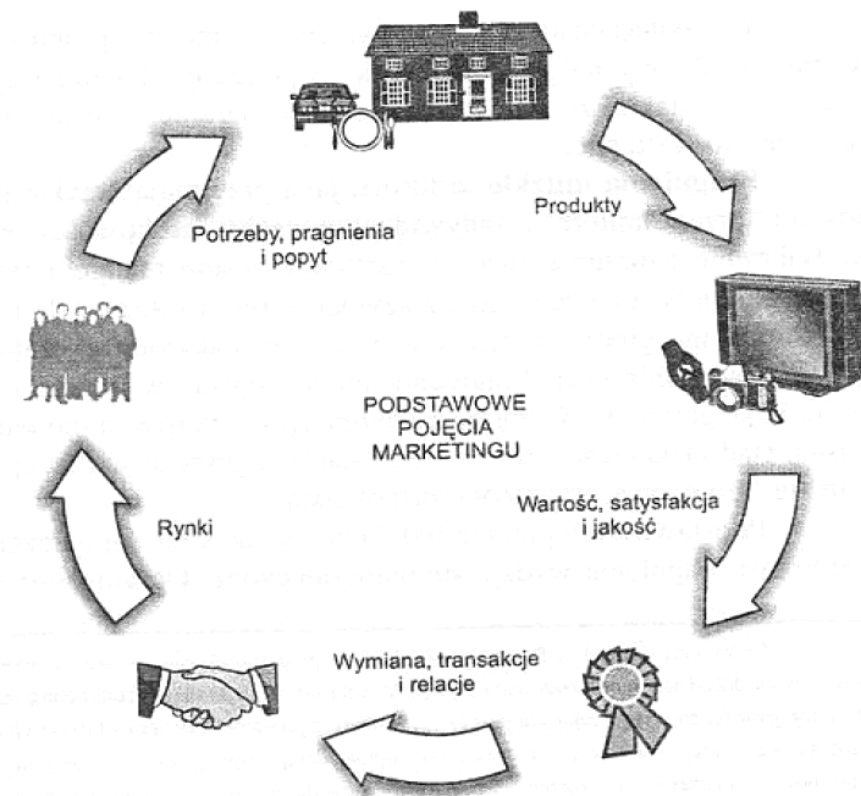 Potrzeby, pragnienia
i popyt
Produkty
PODSTAWOWE
POJĘCIA
MARKETINGU
Wartość, satysfakcja
i jakość
Rynki
Wymiana, transakcje
i relacje